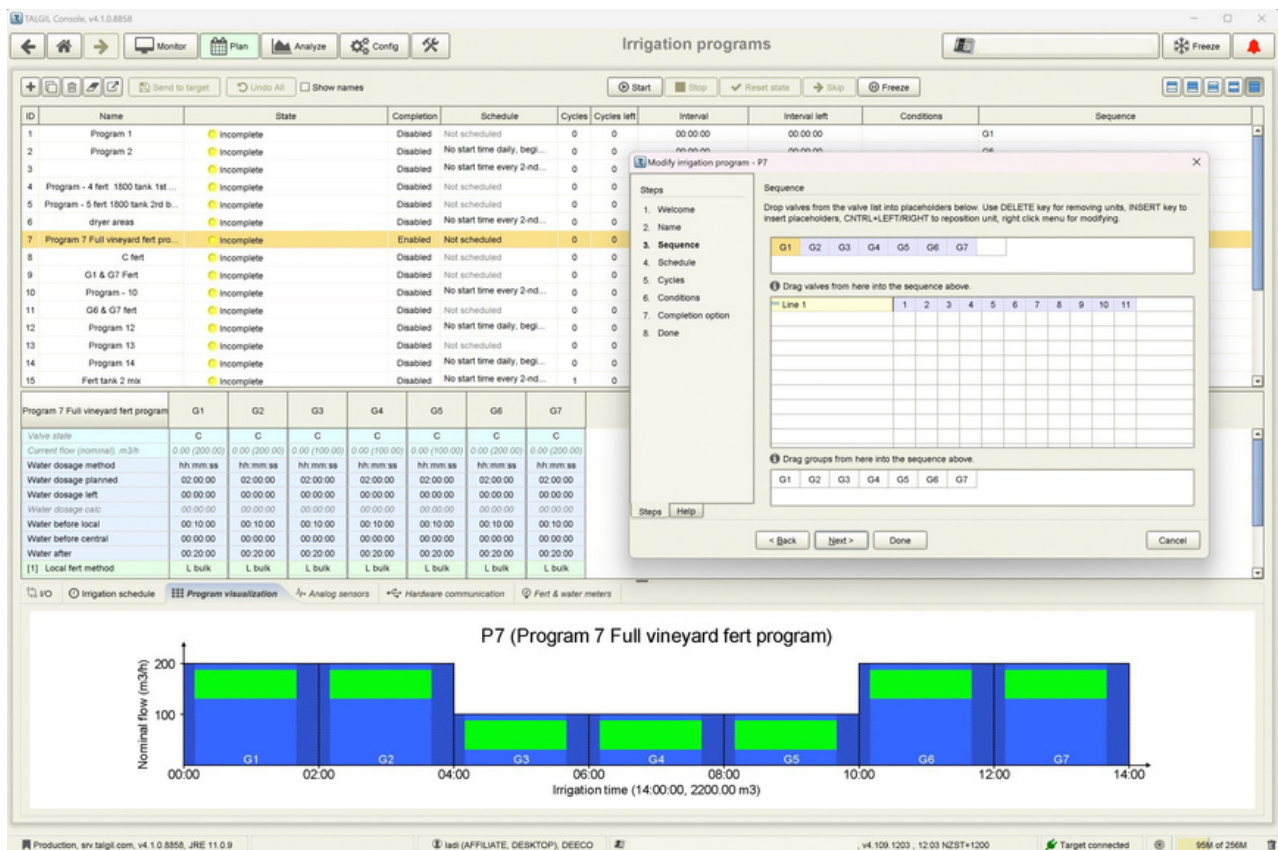 TALGIL Console, v4.1.0.8858
Monitor Plan Analyze Config Irrigation programs Freeze
Send to target Undo All Show names Start Stop Reset state Skip Freeze
ID Name State Completion Schedule Cycles Cycles left Interval Interval left Conditions Sequence
1 Program 1 Incomplete Disabled Not scheduled 0 0 00:00:00 00:00:00 G1
2 Program 2 Incomplete Disabled No start time daily, begi... 0 0
3 Incomplete Disabled No start time every 2-nd... 0 0
4 Program - 4 fert 1800 tank 1st ... Incomplete Disabled Not scheduled 0 0
5 Program - 5 fert 1800 tank 2rd b... Incomplete Disabled Not scheduled 0 0
6 dryer areas Incomplete Disabled No start time every 2-nd... 0 0
7 Program 7 Full vineyard fert pro... Incomplete Enabled Not scheduled 0 0
8 C fert Incomplete Disabled Not scheduled 0 0
9 G1 & G7 Fert Incomplete Disabled Not scheduled 0 0
10 Program - 10 Incomplete Disabled No start time every 2-nd... 0 0
11 G6 & G7 fert Incomplete Disabled Not scheduled 0 0
12 Program 12 Incomplete Disabled No start time daily, begi... 0 0
13 Program 13 Incomplete Disabled Not scheduled 0 0
14 Program 14 Incomplete Disabled No start time daily, begi... 0 0
15 Fert tank 2 mix Incomplete Disabled No start time every 2-nd... 1 0
Modify irrigation program - P7
Steps
1. Welcome
2. Name
3. Sequence
4. Schedule
5. Cycles
6. Conditions
7. Completion option
8. Done
Steps Help
Sequence
Drop valves from the valve list into placeholders below. Use DELETE key for removing units, INSERT key to
insert placeholders, CNTRL+LEFT/RIGHT to reposition unit, right click menu for modifying.
G1 G2 G3 G4 G5 G6 G7
Drag valves from here into the sequence above.
Line 1 1 2 3 4 5 6 7 8 9 10 11
Drag groups from here into the sequence above.
G1 G2 G3 G4 G5 G6 G7
< Back Next > Done Cancel
Program 7 Full vineyard fert program G1 G2 G3 G4 G5 G6 G7
Valve state C C C C C C C
Current flow (nominal), m3/h 0.00 (200.00) 0.00 (200.00) 0.00 (100.00) 0.00 (100.00) 0.00 (100.00) 0.00 (200.00) 0.00 (200.00)
Water dosage method hh:mm:ss hh:mm:ss hh:mm:ss hh:mm:ss hh:mm:ss hh:mm:ss hh:mm:ss
Water dosage planned 02:00:00 02:00:00 02:00:00 02:00:00 02:00:00 02:00:00 02:00:00
Water dosage left 00:00:00 00:00:00 00:00:00 00:00:00 00:00:00 00:00:00 00:00:00
Water dosage calc 00:00:00 00:00:00 00:00:00 00:00:00 00:00:00 00:00:00 00:00:00
Water before local 00:10:00 00:10:00 00:10:00 00:10:00 00:10:00 00:10:00 00:10:00
Water before central 00:00:00 00:00:00 00:00:00 00:00:00 00:00:00 00:00:00 00:00:00
Water after 00:20:00 00:20:00 00:20:00 00:20:00 00:20:00 00:20:00 00:20:00
[1] Local fert method L bulk L bulk L bulk L bulk L bulk L bulk L bulk
I/O Irrigation schedule Program visualization Analog sensors Hardware communication Fert & water meters
P7 (Program 7 Full vineyard fert program)
Nominal flow (m3/h)
200
100
G1 G2 G3 G4 G5 G6 G7
00:00 02:00 04:00 06:00 08:00 10:00 12:00 14:00
Irrigation time (14:00:00, 2200.00 m3)
Production, srv.talgil.com, v4.1.0.8858, JRE 11.0.9 ladi (AFFILIATE, DESKTOP), DEECO , v4.109.1203 , 12:03 NZST+1200 Target connected 95M of 256M